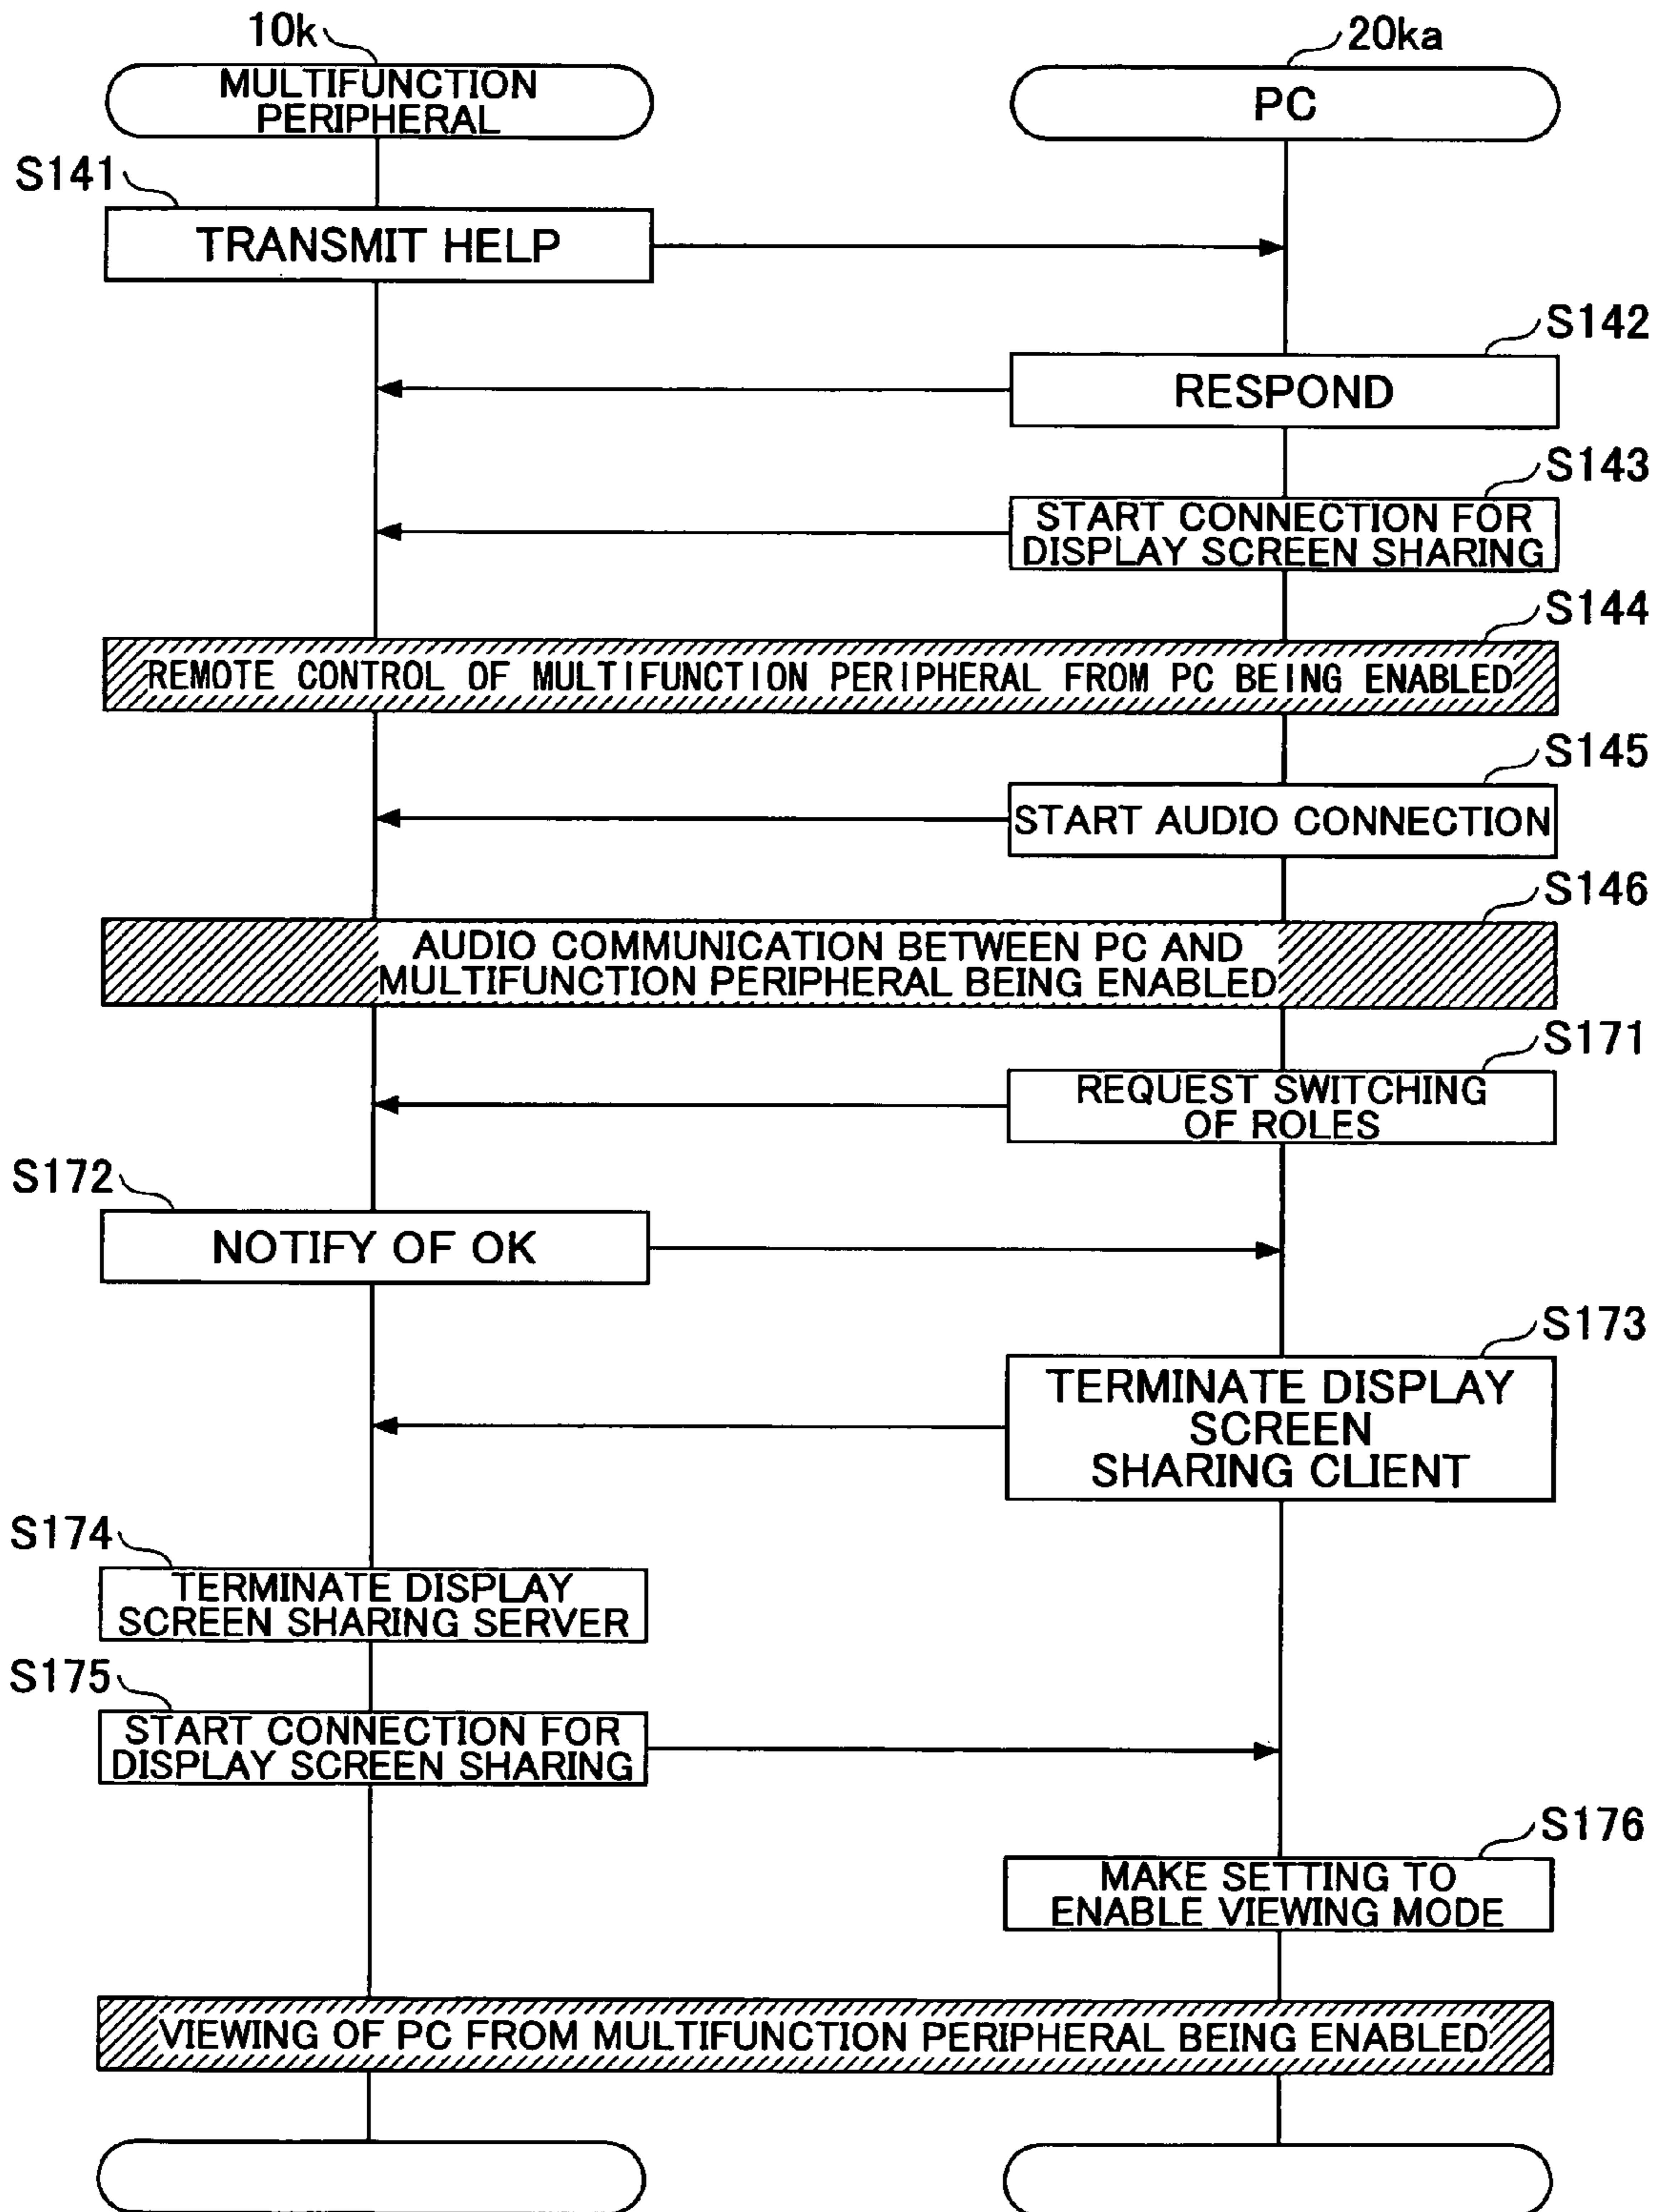 10k
20ka
MULTIFUNCTION
PERIPHERAL
PC
S141
TRANSMIT HELP
S142
RESPOND
S143
START CONNECTION FOR
DISPLAY SCREEN SHARING
S144
REMOTE CONTROL OF MULTIFUNCTION PERIPHERAL FROM PC BEING ENABLED
S145
START AUDIO CONNECTION
S146
AUDIO COMMUNICATION BETWEEN PC AND
MULTIFUNCTION PERIPHERAL BEING ENABLED
S171
REQUEST SWITCHING
OF ROLES
S172
NOTIFY OF OK
S173
TERMINATE DISPLAY
SCREEN
SHARING CLIENT
S174
TERMINATE DISPLAY
SCREEN SHARING SERVER
S175
START CONNECTION FOR
DISPLAY SCREEN SHARING
S176
MAKE SETTING TO
ENABLE VIEWING MODE
VIEWING OF PC FROM MULTIFUNCTION PERIPHERAL BEING ENABLED